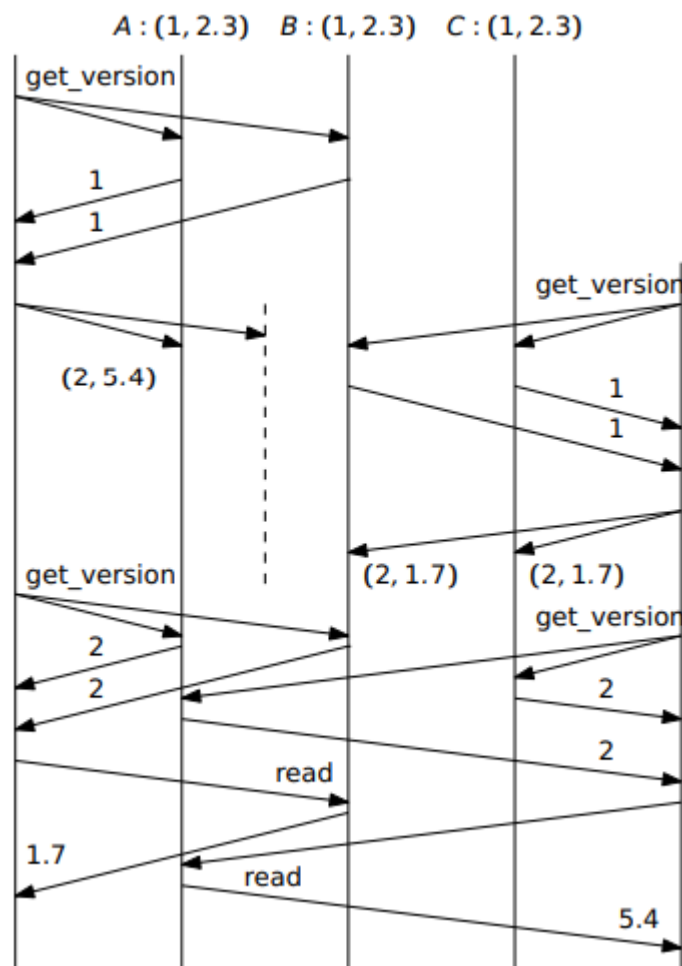 A : (1, 2.3) B : (1, 2.3) C : (1, 2.3)
get_version
1
1
get_version
(2, 5.4)
1
1
(2, 1.7) (2, 1.7)
get_version
get_version
2
2
2
2
read
1.7
read
5.4